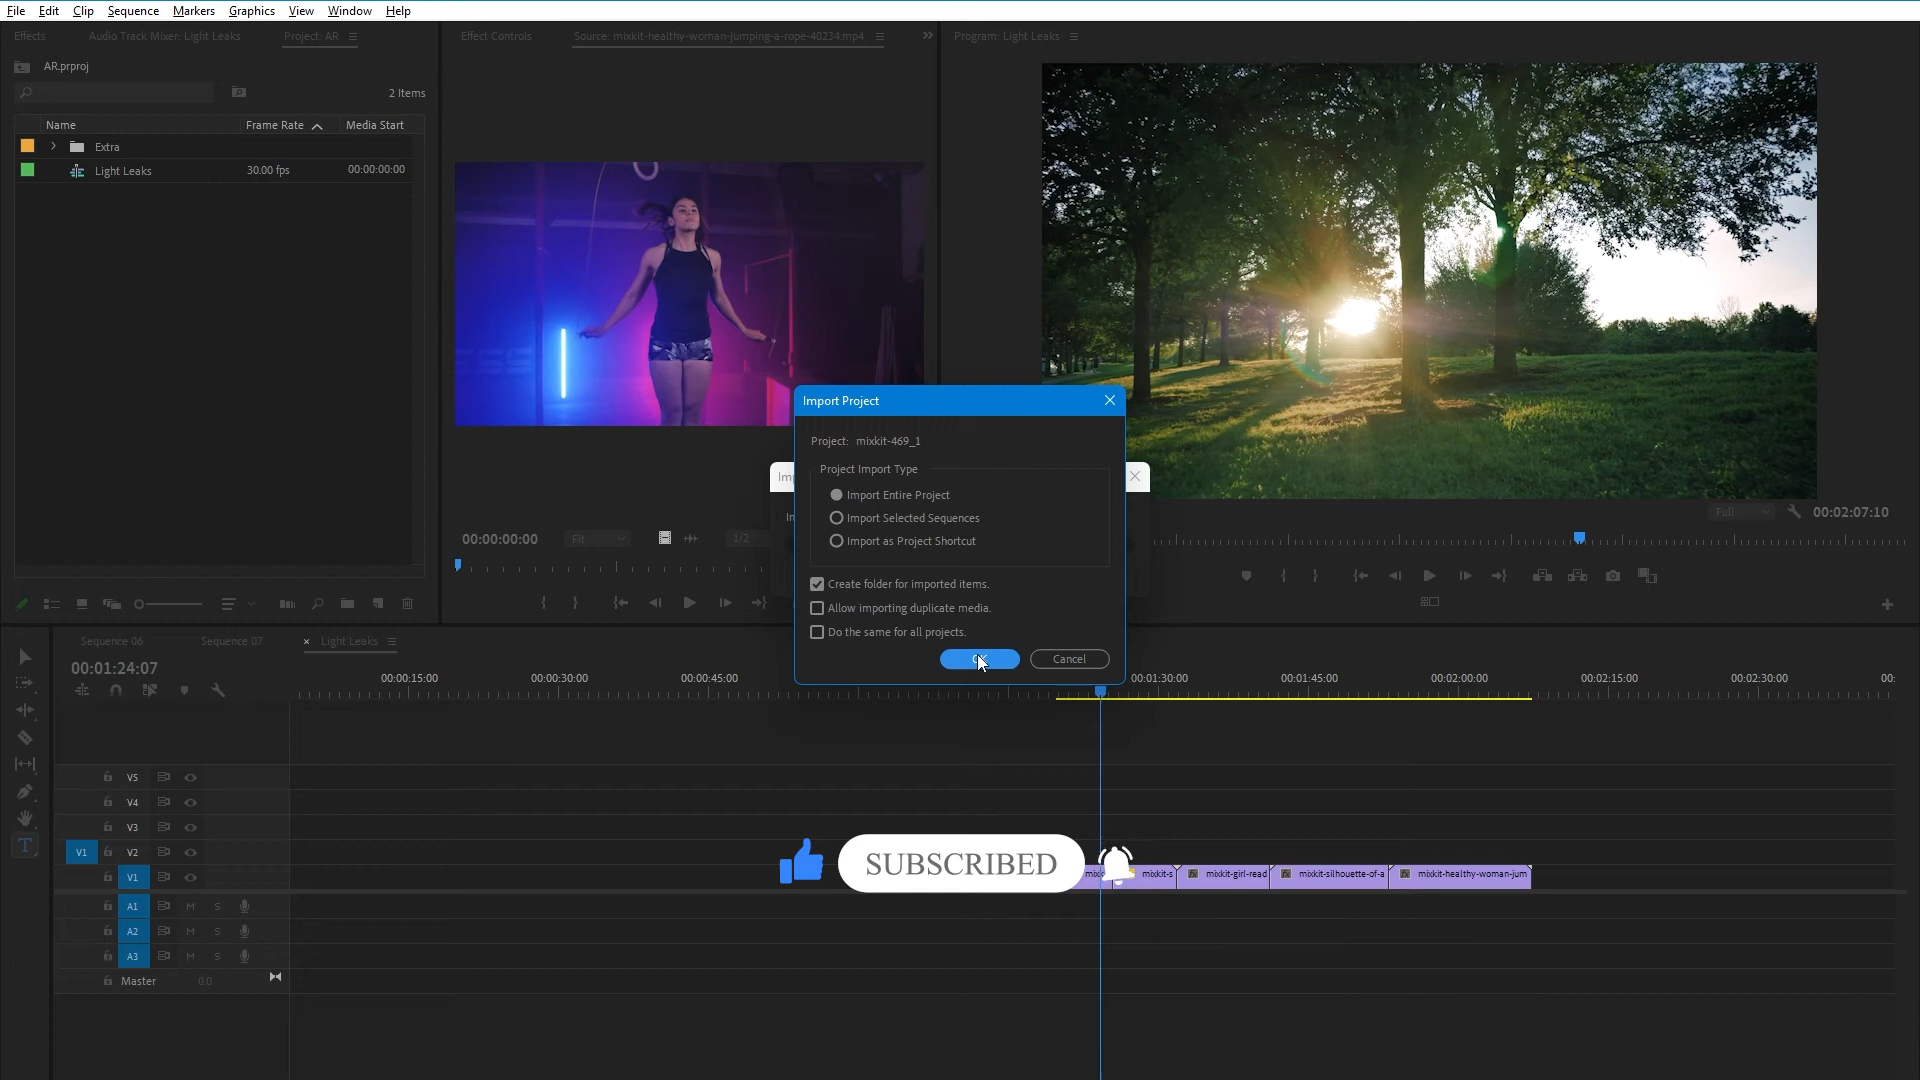 File Edit Clip Sequence Markers Graphics View Window Help
Effects Audio Track Mixer: Light Leaks Project: AR
Effect Controls Source: mixkit-healthy-woman-jumping-a-rope-40234.mp4
Program: Light Leaks
AR.prproj
2 Items
Name Frame Rate Media Start
Extra
Light Leaks 30.00 fps 00:00:00:00
00:00:00:00 Fit 1/2
Full 00:02:07:10
Import Project
Project: mixkit-469_1
Project Import Type
Import Entire Project
Import Selected Sequences
Import as Project Shortcut
Create folder for imported items.
Allow importing duplicate media.
Do the same for all projects.
Cancel
Sequence 06 Sequence 07 Light Leaks
00:01:24:07
00:00:15:00 00:00:30:00 00:00:45:00 00:01:30:00 00:01:45:00 00:02:00:00 00:02:15:00 00:02:30:00 00:
V5
V4
V3
V1 V2
V1
mixkit-s mixkit-girl-read mixkit-silhouette-of-a mixkit-healthy-woman-jum
A1 M S
A2 M S
A3 M S
Master 0.0
SUBSCRIBED